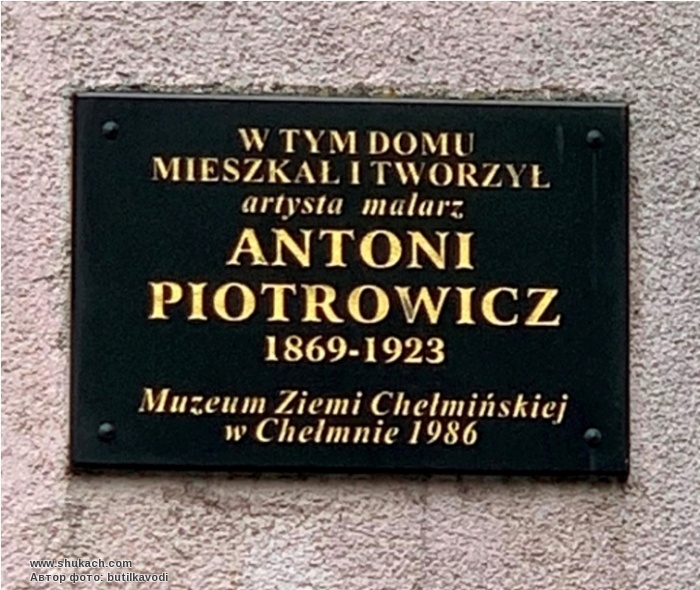 W TYM DOMU
MIESZKAŁ I TWORZYŁ
artysta malarz
ANTONI
PIOTROWICZ
1869-1923
Muzeum Ziemi Chełmińskiej
w Chełmnie 1986
www.shukach.com
Автор фото: butilkavodi